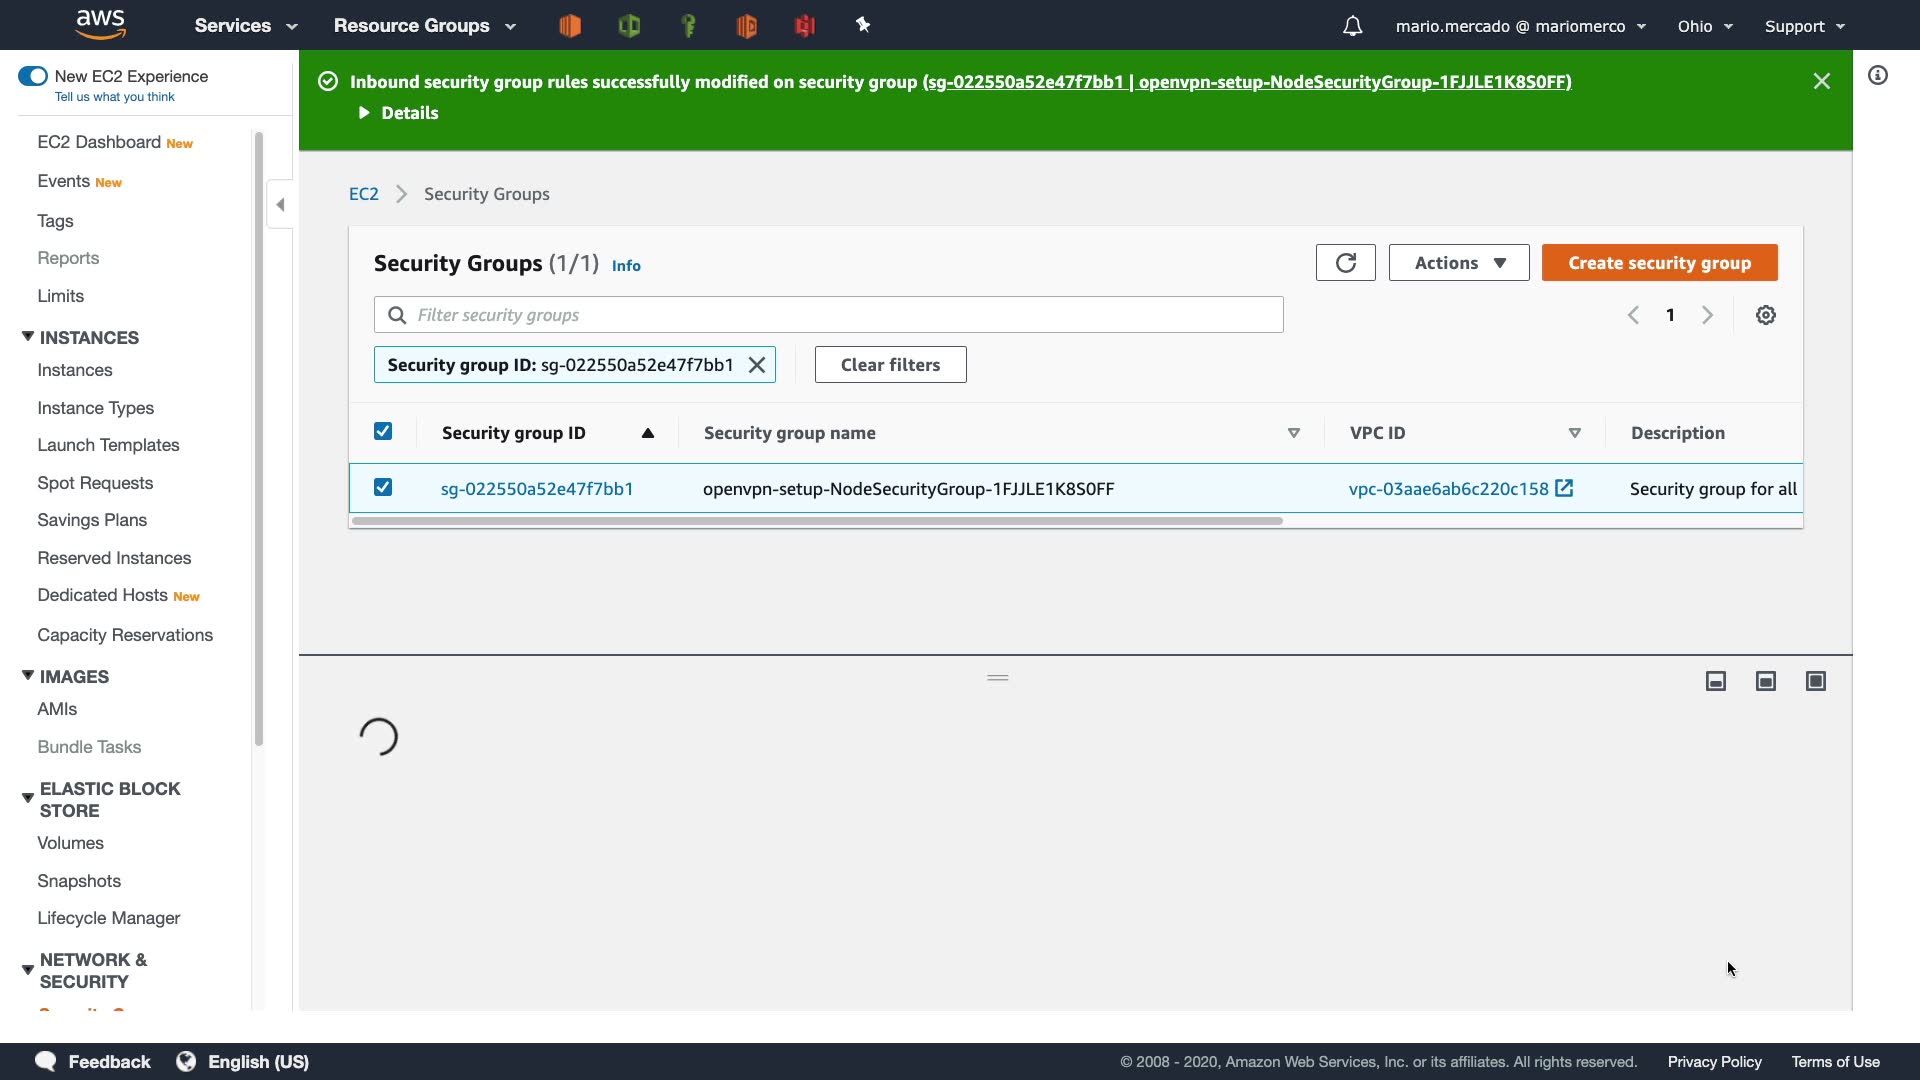 aws
Services
Resource Groups
mario.mercado @ mariomerco
Ohio
Support
New EC2 Experience
Tell us what you think
EC2 Dashboard New
Events New
Tags
Reports
Limits
INSTANCES
Instances
Instance Types
Launch Templates
Spot Requests
Savings Plans
Reserved Instances
Dedicated Hosts New
Capacity Reservations
IMAGES
AMIs
Bundle Tasks
ELASTIC BLOCK
STORE
Volumes
Snapshots
Lifecycle Manager
NETWORK &
SECURITY
Inbound security group rules successfully modified on security group (sg-022550a52e47f7bb1 | openvpn-setup-NodeSecurityGroup-1FJJLE1K8S0FF)
Details
EC2 > Security Groups
Security Groups (1/1) Info
Actions
Create security group
Filter security groups
1
Security group ID: sg-022550a52e47f7bb1
Clear filters
Security group ID
Security group name
VPC ID
Description
sg-022550a52e47f7bb1
openvpn-setup-NodeSecurityGroup-1FJJLE1K8S0FF
vpc-03aae6ab6c220c158
Security group for all
Feedback
English (US)
© 2008 - 2020, Amazon Web Services, Inc. or its affiliates. All rights reserved.
Privacy Policy
Terms of Use